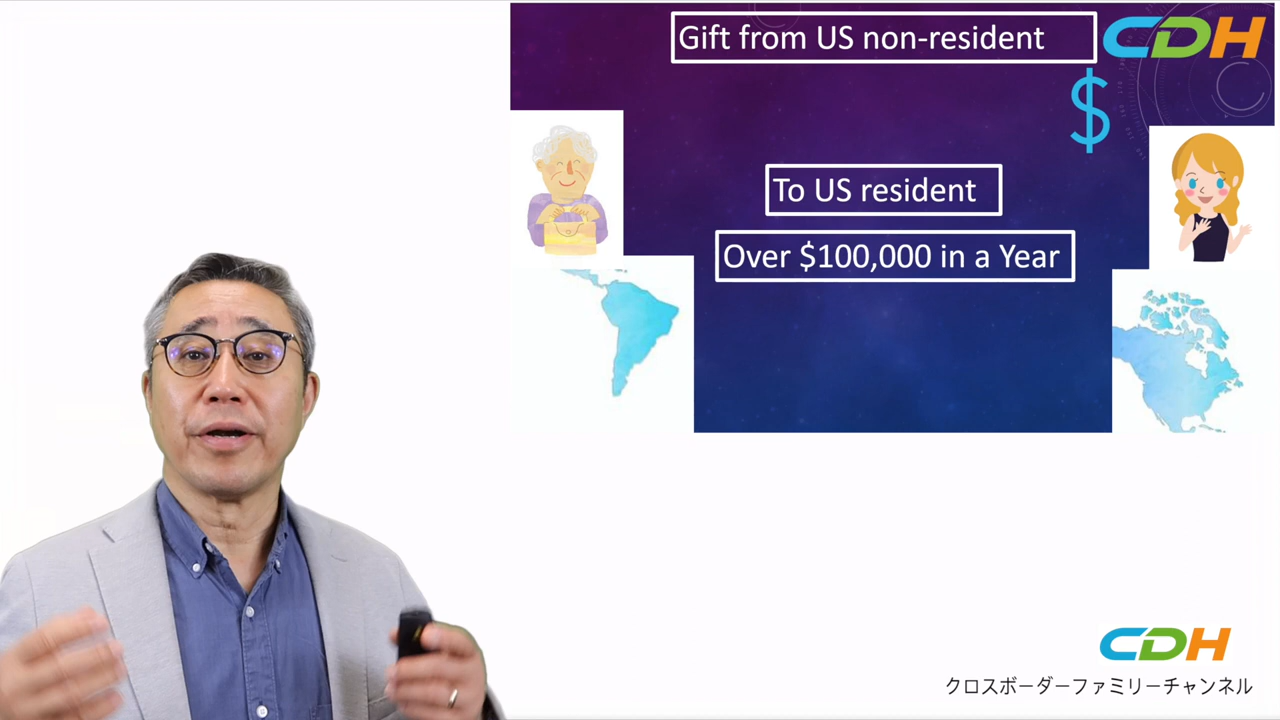 Gift from US non-resident
CDH
$
To US resident
Over $100,000 in a Year
CDH
クロスボーダーファミリーチャンネル